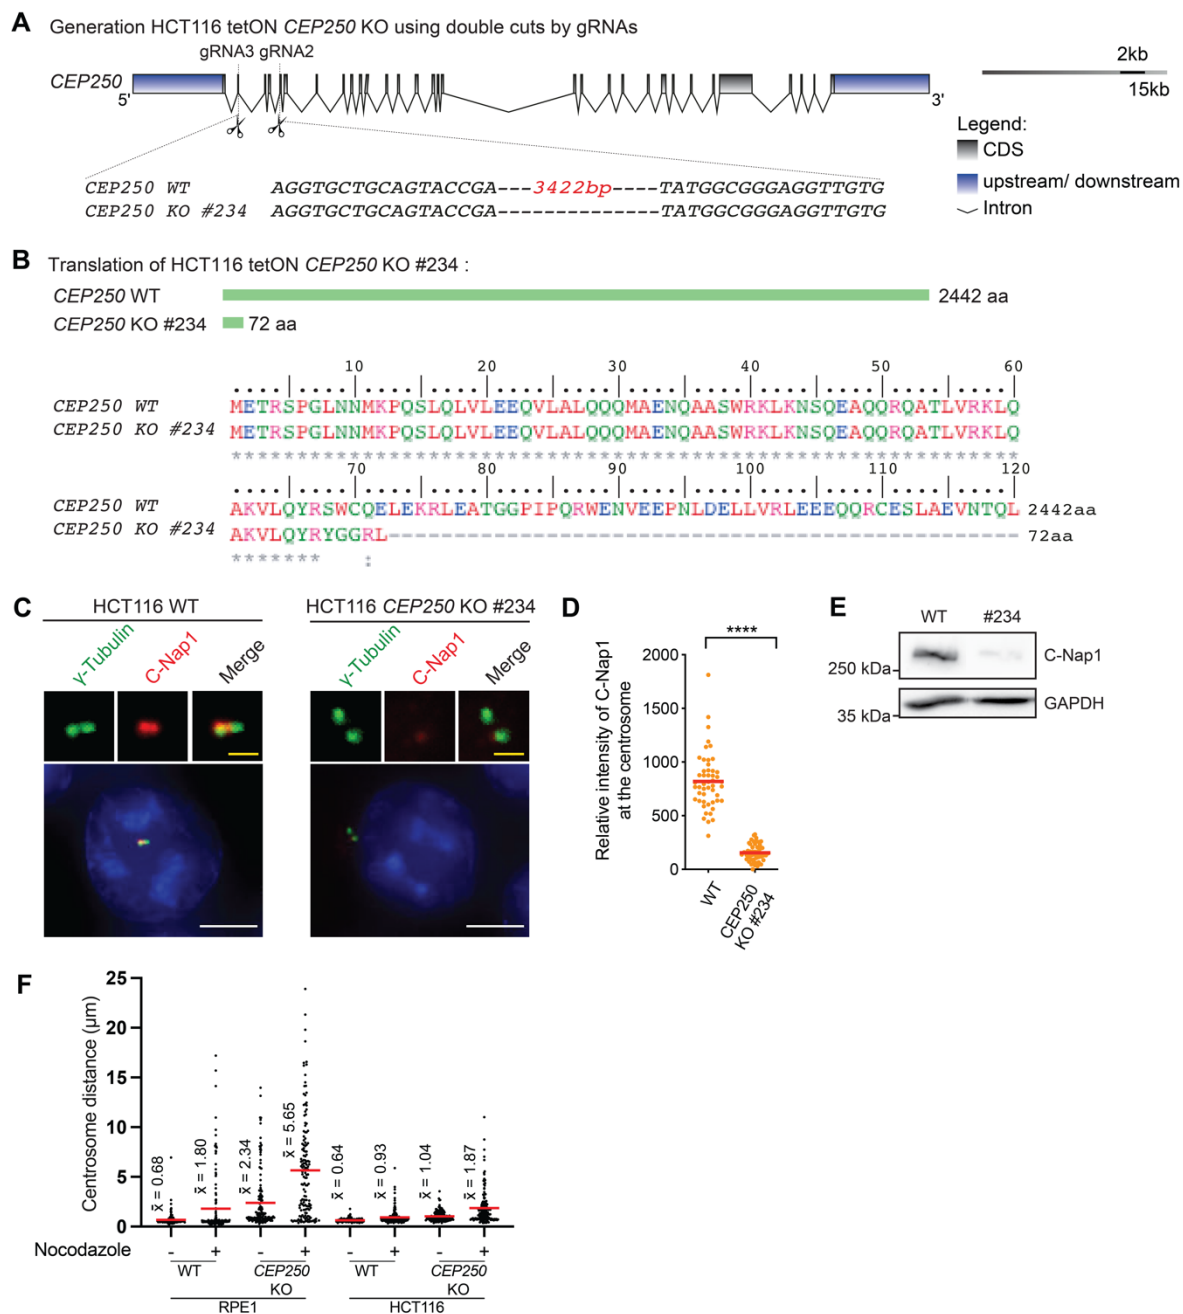 A Generation HCT116 tetON CEP250 KO using double cuts by gRNAs
gRNA3 gRNA2
CEP250
5' 3'
2kb
15kb
Legend:
CDS
upstream/ downstream
Intron
CEP250 WT AGGTGCTGCAGTACCGA---3422bp----TATGGCGGGAGGTTGTG
CEP250 KO #234 AGGTGCTGCAGTACCGA-------------TATGGCGGGAGGTTGTG
B Translation of HCT116 tetON CEP250 KO #234 :
CEP250 WT 2442 aa
CEP250 KO #234 72 aa
10 20 30 40 50 60
CEP250 WT METRSPGLNNMKPQSLQLVLEEQVLALQQQMAENQAASWRKLKNSQEAQQRQATLVRKLQ
CEP250 KO #234 METRSPGLNNMKPQSLQLVLEEQVLALQQQMAENQAASWRKLKNSQEAQQRQATLVRKLQ
************************************************************
70 80 90 100 110 120
CEP250 WT AKVLQYRSWCQELEKRLEATGGPIPQRWENVEEPNLDELLVRLEEEQQRCESLAEVNTQL 2442aa
CEP250 KO #234 AKVLQYRYGGRL------------------------------------------------ 72aa
******* :
C HCT116 WT HCT116 CEP250 KO #234
γ-Tubulin C-Nap1 Merge γ-Tubulin C-Nap1 Merge
D
****
Relative intensity of C-Nap1
at the centrosome
2000
1500
1000
500
0
WT CEP250
KO #234
E
WT #234
250 kDa C-Nap1
35 kDa GAPDH
F
Centrosome distance (µm)
25
20
15
10
5
0
x̄ = 0.68 x̄ = 1.80 x̄ = 2.34 x̄ = 5.65 x̄ = 0.64 x̄ = 0.93 x̄ = 1.04 x̄ = 1.87
Nocodazole - + - + - + - +
WT CEP250 WT CEP250
KO KO
RPE1 HCT116